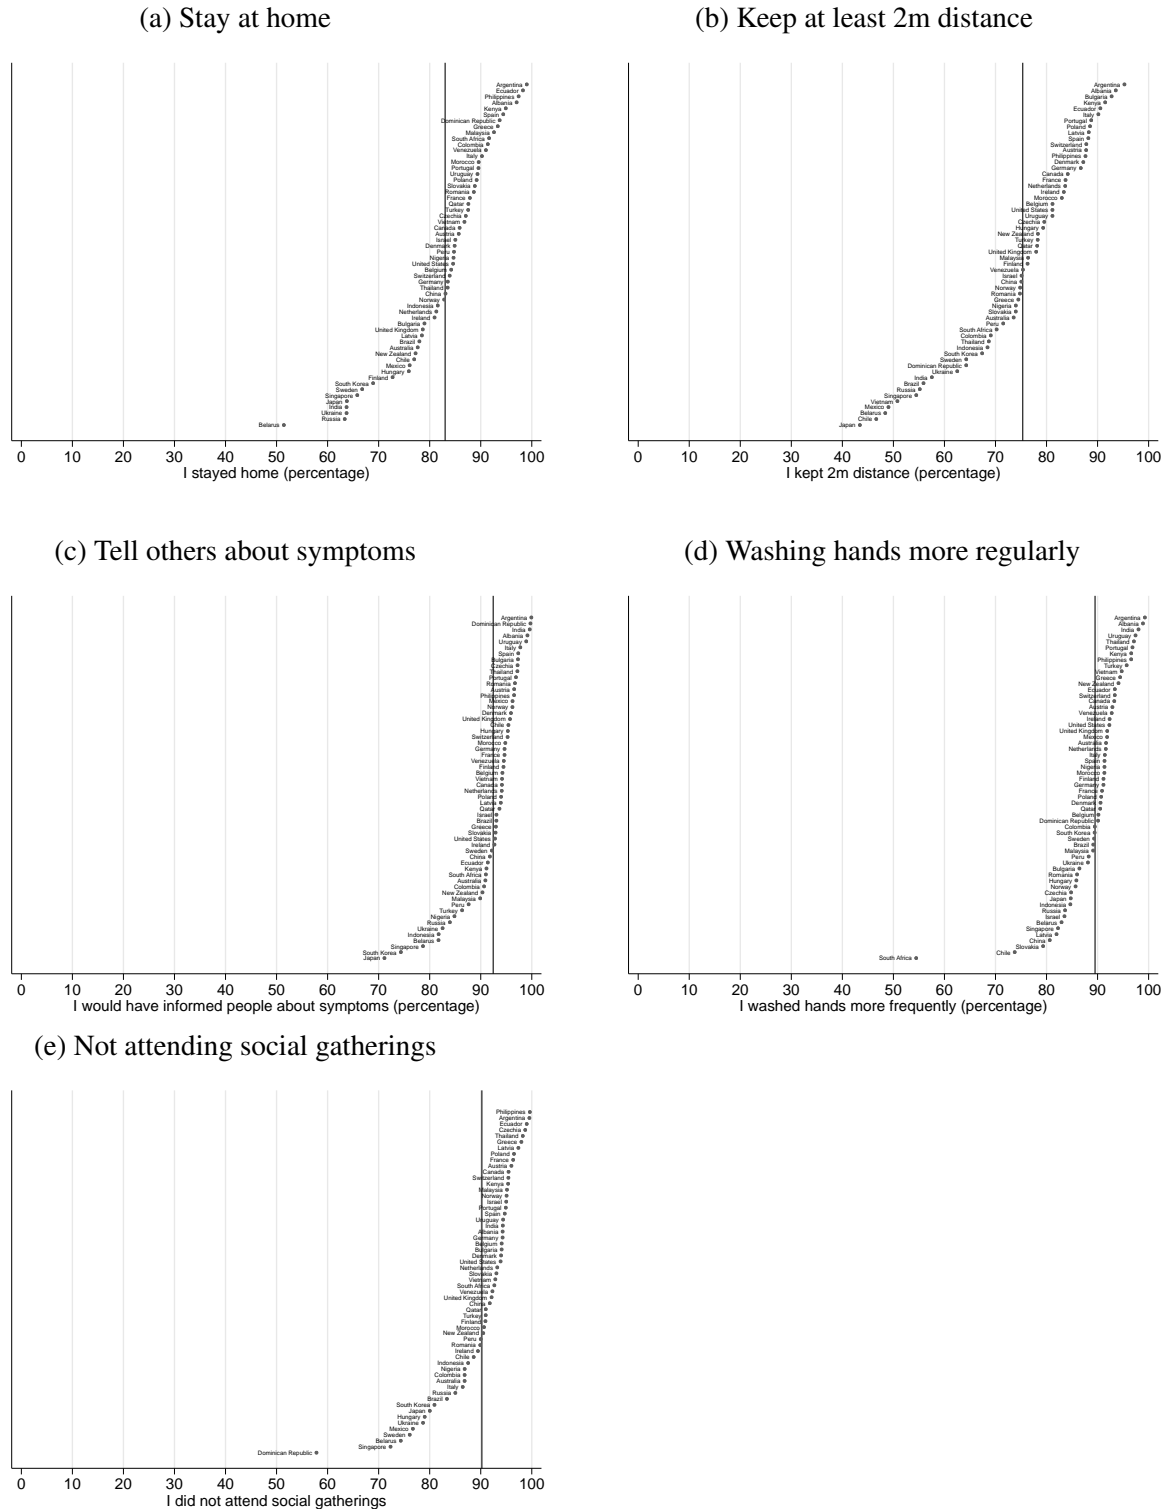 (a) Stay at home
Argentina
Ecuador
Philippines
Albania
Kenya
Spain
Dominican Republic
Greece
Malaysia
South Africa
Colombia
Venezuela
Italy
Morocco
Portugal
Uruguay
Poland
Slovakia
Romania
France
Qatar
Turkey
Czechia
Vietnam
Canada
Austria
Israel
Denmark
Peru
Nigeria
United States
Belgium
Switzerland
Germany
Thailand
China
Norway
Indonesia
Netherlands
Ireland
Bulgaria
United Kingdom
Latvia
Brazil
Australia
New Zealand
Chile
Mexico
Hungary
Finland
South Korea
Sweden
Singapore
Japan
India
Ukraine
Russia
Belarus
0 10 20 30 40 50 60 70 80 90 100
I stayed home (percentage)
(b) Keep at least 2m distance
Argentina
Albania
Bulgaria
Kenya
Ecuador
Italy
Portugal
Poland
Latvia
Spain
Switzerland
Austria
Philippines
Denmark
Germany
Canada
France
Netherlands
Ireland
Morocco
Belgium
United States
Uruguay
Czechia
Hungary
New Zealand
Turkey
Qatar
United Kingdom
Malaysia
Finland
Venezuela
Israel
China
Norway
Romania
Greece
Nigeria
Slovakia
Australia
Peru
South Africa
Colombia
Thailand
Indonesia
South Korea
Sweden
Dominican Republic
Ukraine
India
Brazil
Russia
Singapore
Vietnam
Mexico
Belarus
Chile
Japan
0 10 20 30 40 50 60 70 80 90 100
I kept 2m distance (percentage)
(c) Tell others about symptoms
Argentina
Dominican Republic
India
Albania
Uruguay
Italy
Spain
Bulgaria
Czechia
Thailand
Portugal
Romania
Austria
Philippines
Mexico
Norway
Denmark
United Kingdom
Chile
Hungary
Switzerland
Morocco
Germany
France
Venezuela
Finland
Belgium
Vietnam
Canada
Netherlands
Poland
Latvia
Qatar
Israel
Brazil
Greece
Slovakia
United States
Ireland
Sweden
China
Ecuador
Kenya
South Africa
Australia
Colombia
New Zealand
Malaysia
Peru
Turkey
Nigeria
Russia
Ukraine
Indonesia
Belarus
Singapore
South Korea
Japan
0 10 20 30 40 50 60 70 80 90 100
I would have informed people about symptoms (percentage)
(d) Washing hands more regularly
Argentina
Albania
India
Uruguay
Thailand
Portugal
Kenya
Philippines
Turkey
Vietnam
Greece
New Zealand
Ecuador
Switzerland
Canada
Austria
Venezuela
Ireland
United States
United Kingdom
Mexico
Australia
Netherlands
Italy
Spain
Nigeria
Morocco
Finland
Germany
France
Poland
Denmark
Qatar
Belgium
Dominican Republic
Colombia
South Korea
Sweden
Brazil
Malaysia
Peru
Ukraine
Bulgaria
Romania
Hungary
Norway
Czechia
Japan
Indonesia
Russia
Israel
Belarus
Singapore
Latvia
China
Slovakia
Chile
South Africa
0 10 20 30 40 50 60 70 80 90 100
I washed hands more frequently (percentage)
(e) Not attending social gatherings
Philippines
Argentina
Ecuador
Czechia
Thailand
Greece
Latvia
Poland
France
Austria
Canada
Switzerland
Kenya
Malaysia
Norway
Israel
Portugal
Spain
Uruguay
India
Albania
Germany
Belgium
Bulgaria
Denmark
United States
Netherlands
Slovakia
Vietnam
South Africa
Venezuela
United Kingdom
China
Qatar
Turkey
Finland
Morocco
New Zealand
Peru
Romania
Ireland
Chile
Indonesia
Nigeria
Colombia
Australia
Italy
Russia
Brazil
South Korea
Japan
Hungary
Ukraine
Mexico
Sweden
Belarus
Singapore
Dominican Republic
0 10 20 30 40 50 60 70 80 90 100
I did not attend social gatherings